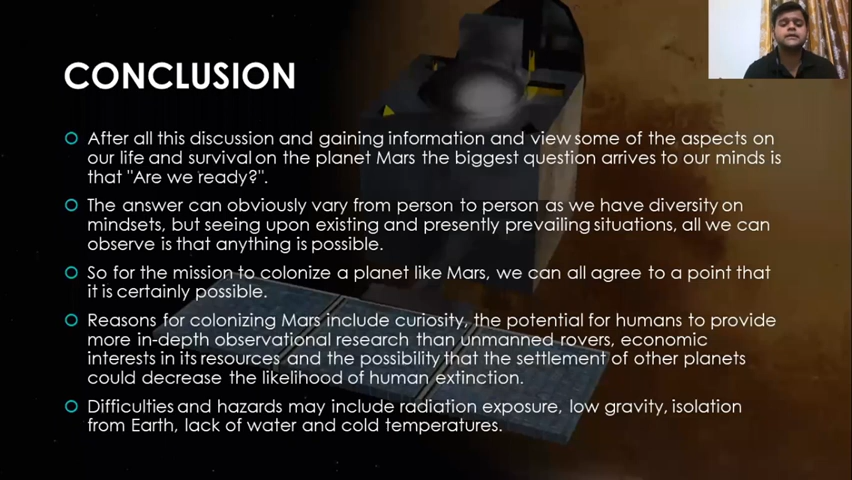 CONCLUSION
After all this discussion and gaining information and view some of the aspects on
our life and survival on the planet Mars the biggest question arrives to our minds is
that "Are we ready?".
The answer can obviously vary from person to person as we have diversity on
mindsets, but seeing upon existing and presently prevailing situations, all we can
observe is that anything is possible.
So for the mission to colonize a planet like Mars, we can all agree to a point that
it is certainly possible.
Reasons for colonizing Mars include curiosity, the potential for humans to provide
more in-depth observational research than unmanned rovers, economic
interests in its resources and the possibility that the settlement of other planets
could decrease the likelihood of human extinction.
Difficulties and hazards may include radiation exposure, low gravity, isolation
from Earth, lack of water and cold temperatures.